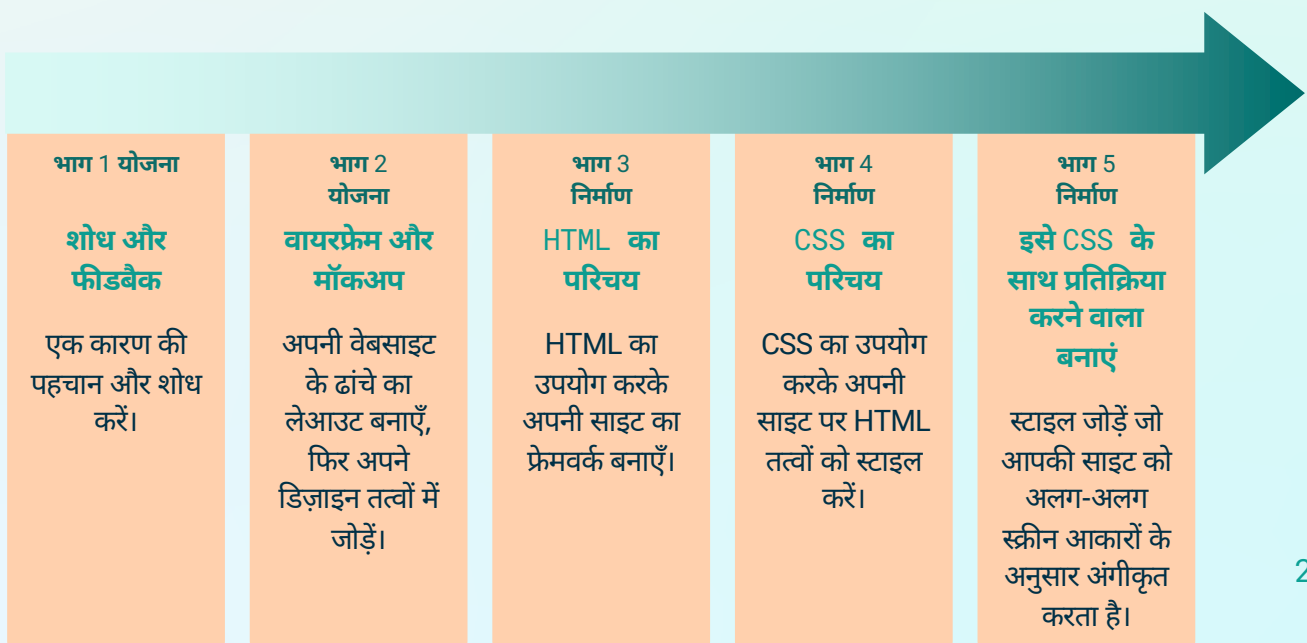 भाग 1 योजना
शोध और
फीडबैक
एक कारण की
पहचान और शोध
करें।
भाग 2
योजना
वायरफ्रेम और
मॉकअप
अपनी वेबसाइट
के ढांचे का
लेआउट बनाएँ,
फिर अपने
डिज़ाइन तत्वों में
जोड़ें।
भाग 3
निर्माण
HTML का
परिचय
HTML का
उपयोग करके
अपनी साइट का
फ्रेमवर्क बनाएँ।
भाग 4
निर्माण
CSS का
परिचय
CSS का उपयोग
करके अपनी
साइट पर HTML
तत्वों को स्टाइल
करें।
भाग 5
निर्माण
इसे CSS के
साथ प्रतिक्रिया
करने वाला
बनाएं
स्टाइल जोड़ें जो
आपकी साइट को
अलग-अलग
स्क्रीन आकारों के
अनुसार अंगीकृत
करता है।
2